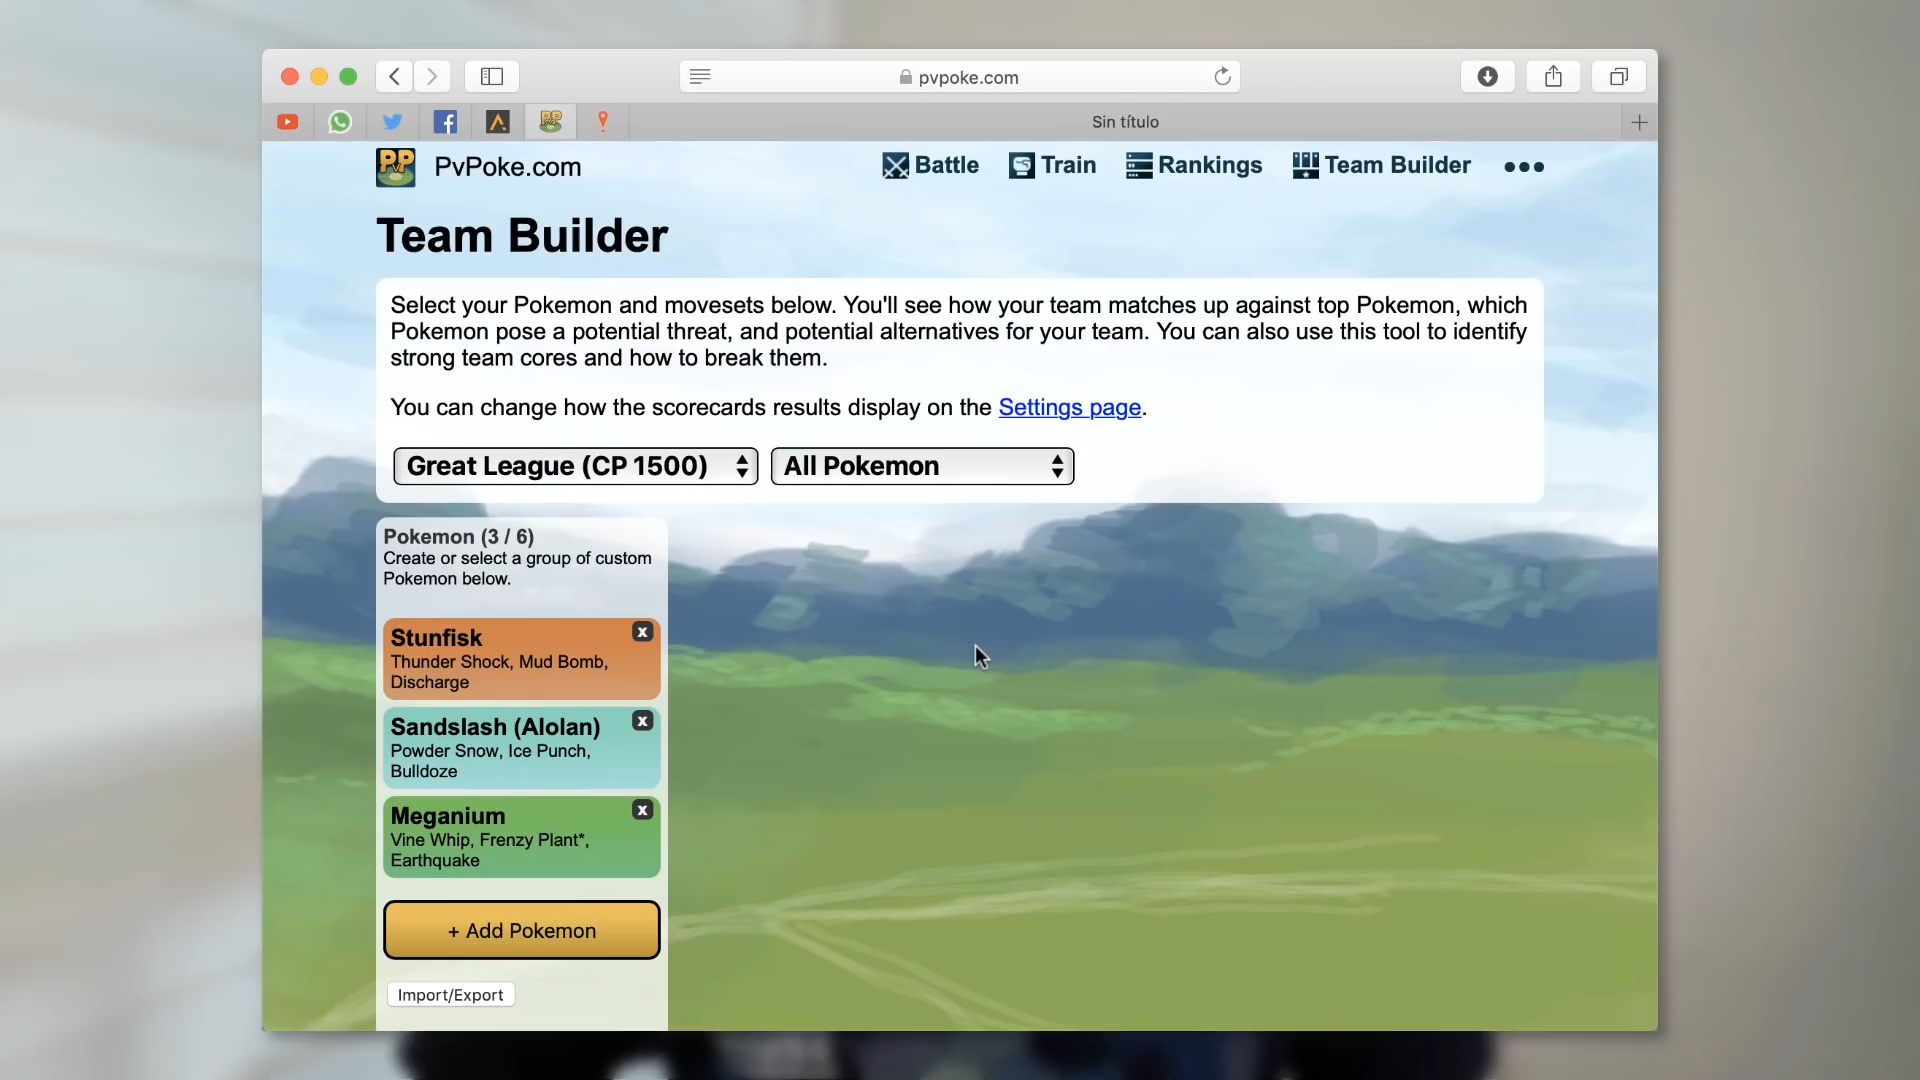 pvpoke.com
Sin título
PvPoke.com
Battle
Train
Rankings
Team Builder
Team Builder
Select your Pokemon and movesets below. You'll see how your team matches up against top Pokemon, which
Pokemon pose a potential threat, and potential alternatives for your team. You can also use this tool to identify
strong team cores and how to break them.
You can change how the scorecards results display on the Settings page.
Great League (CP 1500)
All Pokemon
Pokemon (3 / 6)
Create or select a group of custom
Pokemon below.
Stunfisk
x
Thunder Shock, Mud Bomb,
Discharge
Sandslash (Alolan)
x
Powder Snow, Ice Punch,
Bulldoze
Meganium
x
Vine Whip, Frenzy Plant*,
Earthquake
+ Add Pokemon
Import/Export